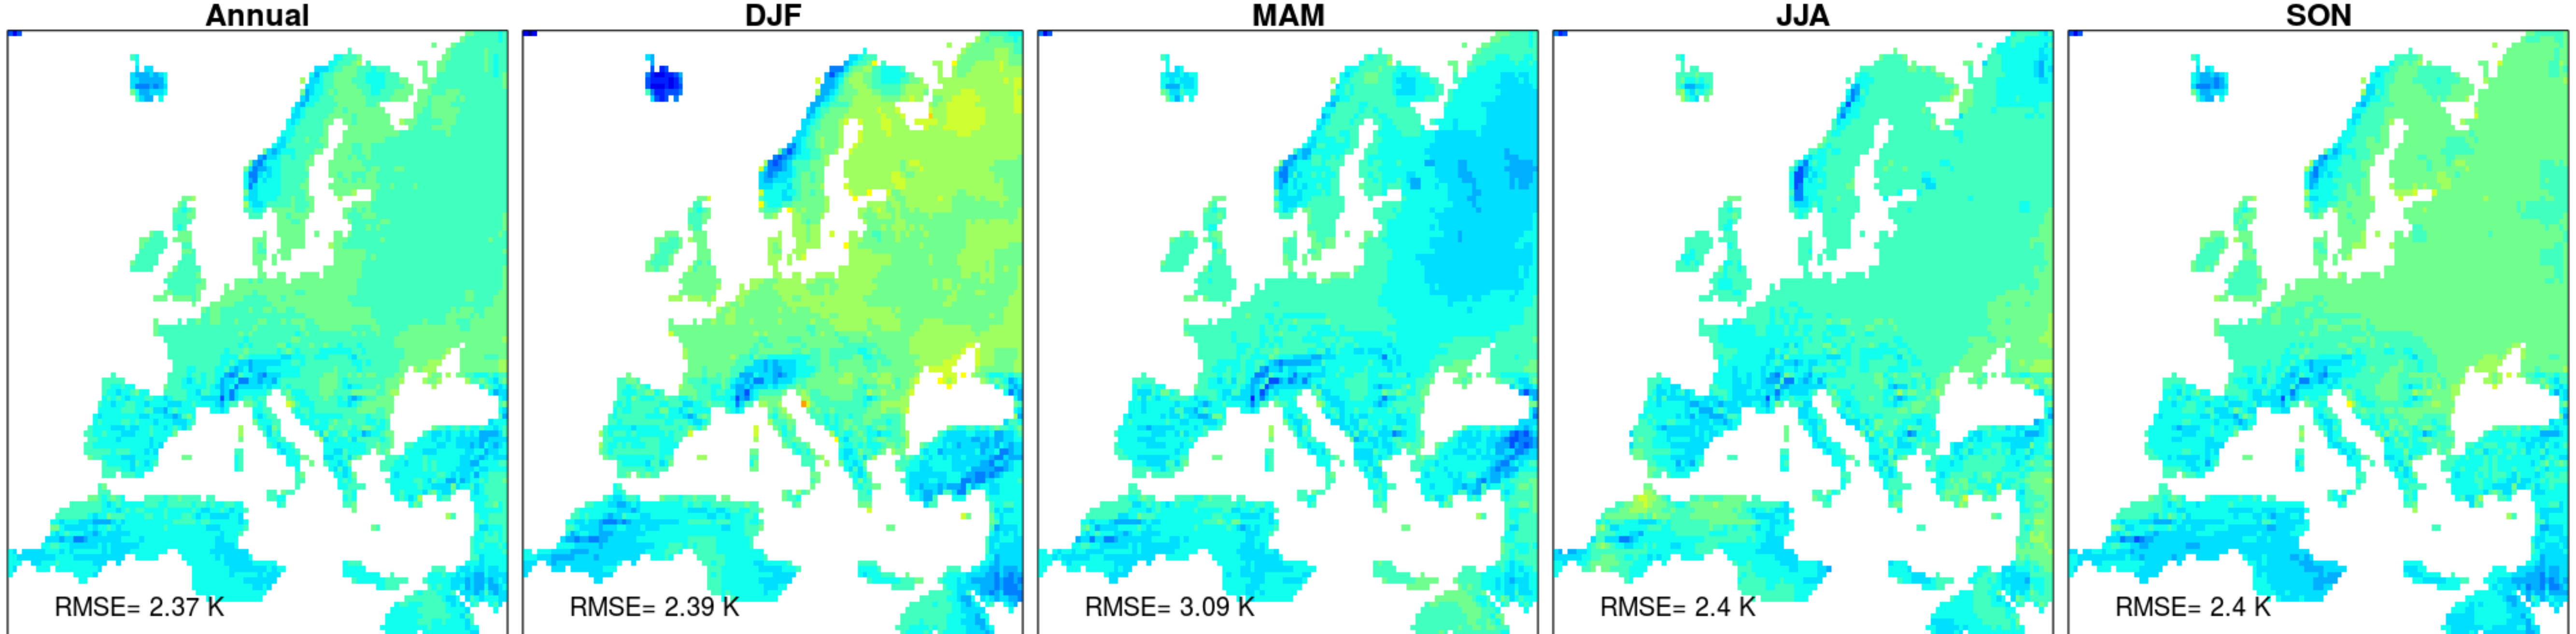 Annual DJF MAM JJA SON
RMSE= 2.37 K RMSE= 2.39 K RMSE= 3.09 K RMSE= 2.4 K RMSE= 2.4 K